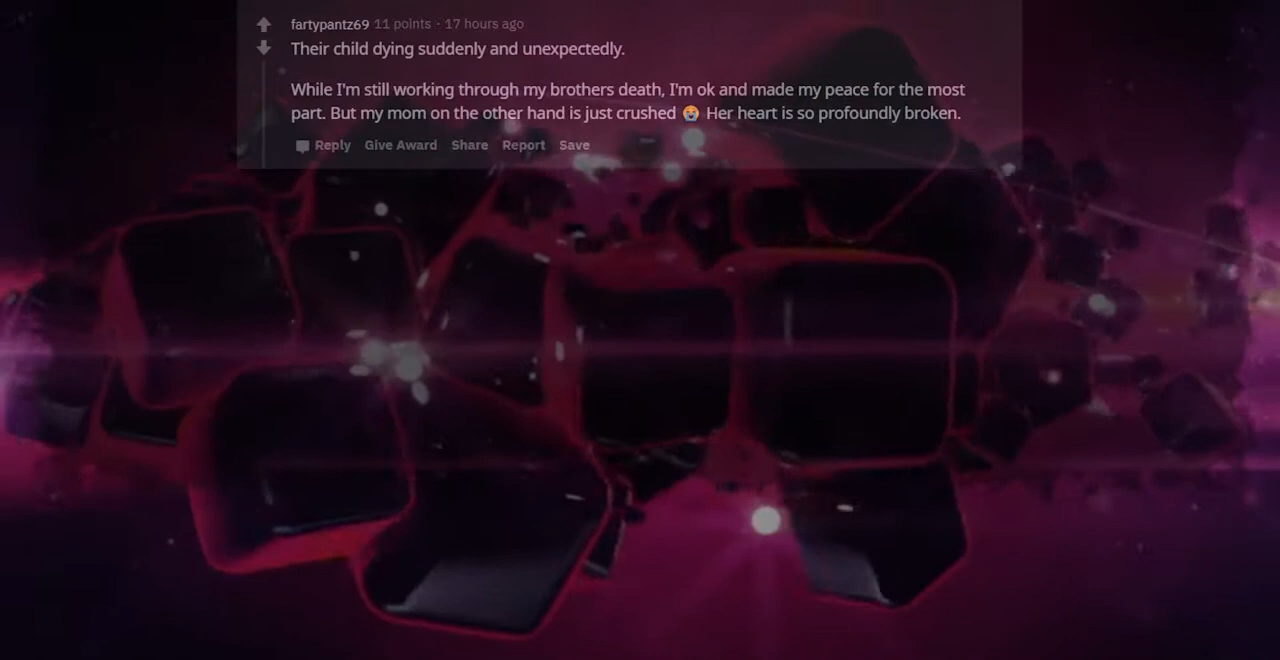 fartypantz69 11 points · 17 hours ago
Their child dying suddenly and unexpectedly.
While I'm still working through my brothers death, I'm ok and made my peace for the most
part. But my mom on the other hand is just crushed 😭 Her heart is so profoundly broken.
Reply Give Award Share Report Save